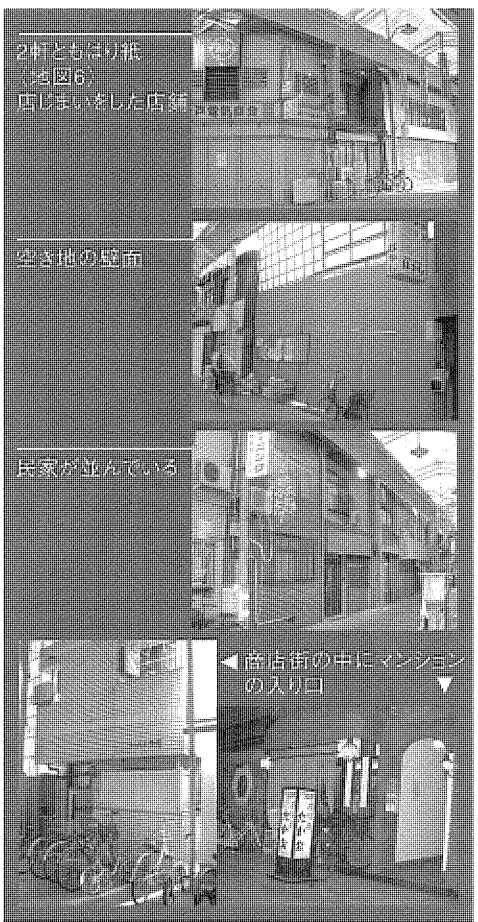 2軒ともはり紙
（地図6）
店じまいをした店舗
空き地の壁面
民家が並んでいる
◀商店街の中にマンション
の入り口 ▼